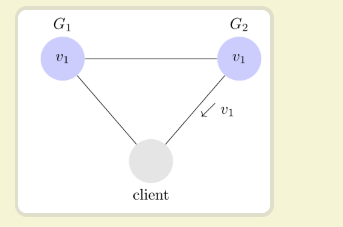 G₁ G₂
v₁ v₁
v₁
client